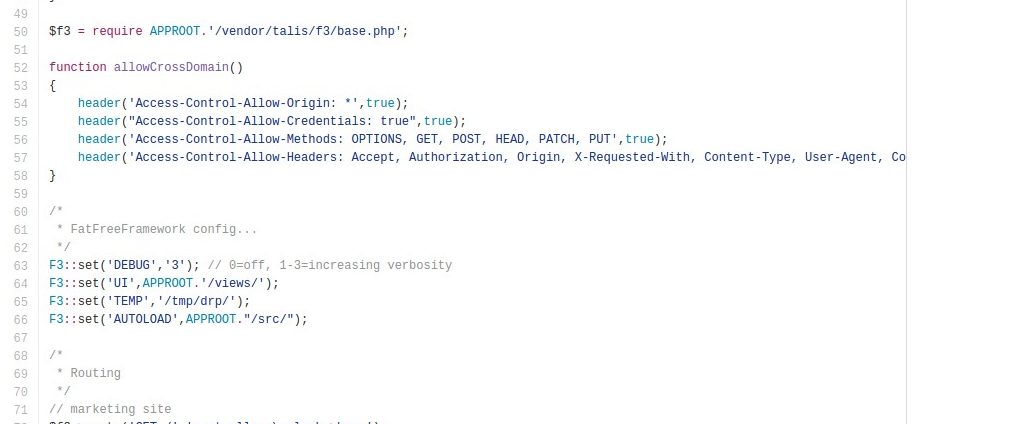 49
50 $f3 = require APPROOT.'/vendor/talis/f3/base.php';
51
52 function allowCrossDomain()
53 {
54     header('Access-Control-Allow-Origin: *',true);
55     header("Access-Control-Allow-Credentials: true",true);
56     header('Access-Control-Allow-Methods: OPTIONS, GET, POST, HEAD, PATCH, PUT',true);
57     header('Access-Control-Allow-Headers: Accept, Authorization, Origin, X-Requested-With, Content-Type, User-Agent, Co
58 }
59
60 /*
61  * FatFreeFramework config...
62  */
63 F3::set('DEBUG','3'); // 0=off, 1-3=increasing verbosity
64 F3::set('UI',APPROOT.'/views/');
65 F3::set('TEMP','/tmp/drp/');
66 F3::set('AUTOLOAD',APPROOT."/src/");
67
68 /*
69  * Routing
70  */
71 // marketing site